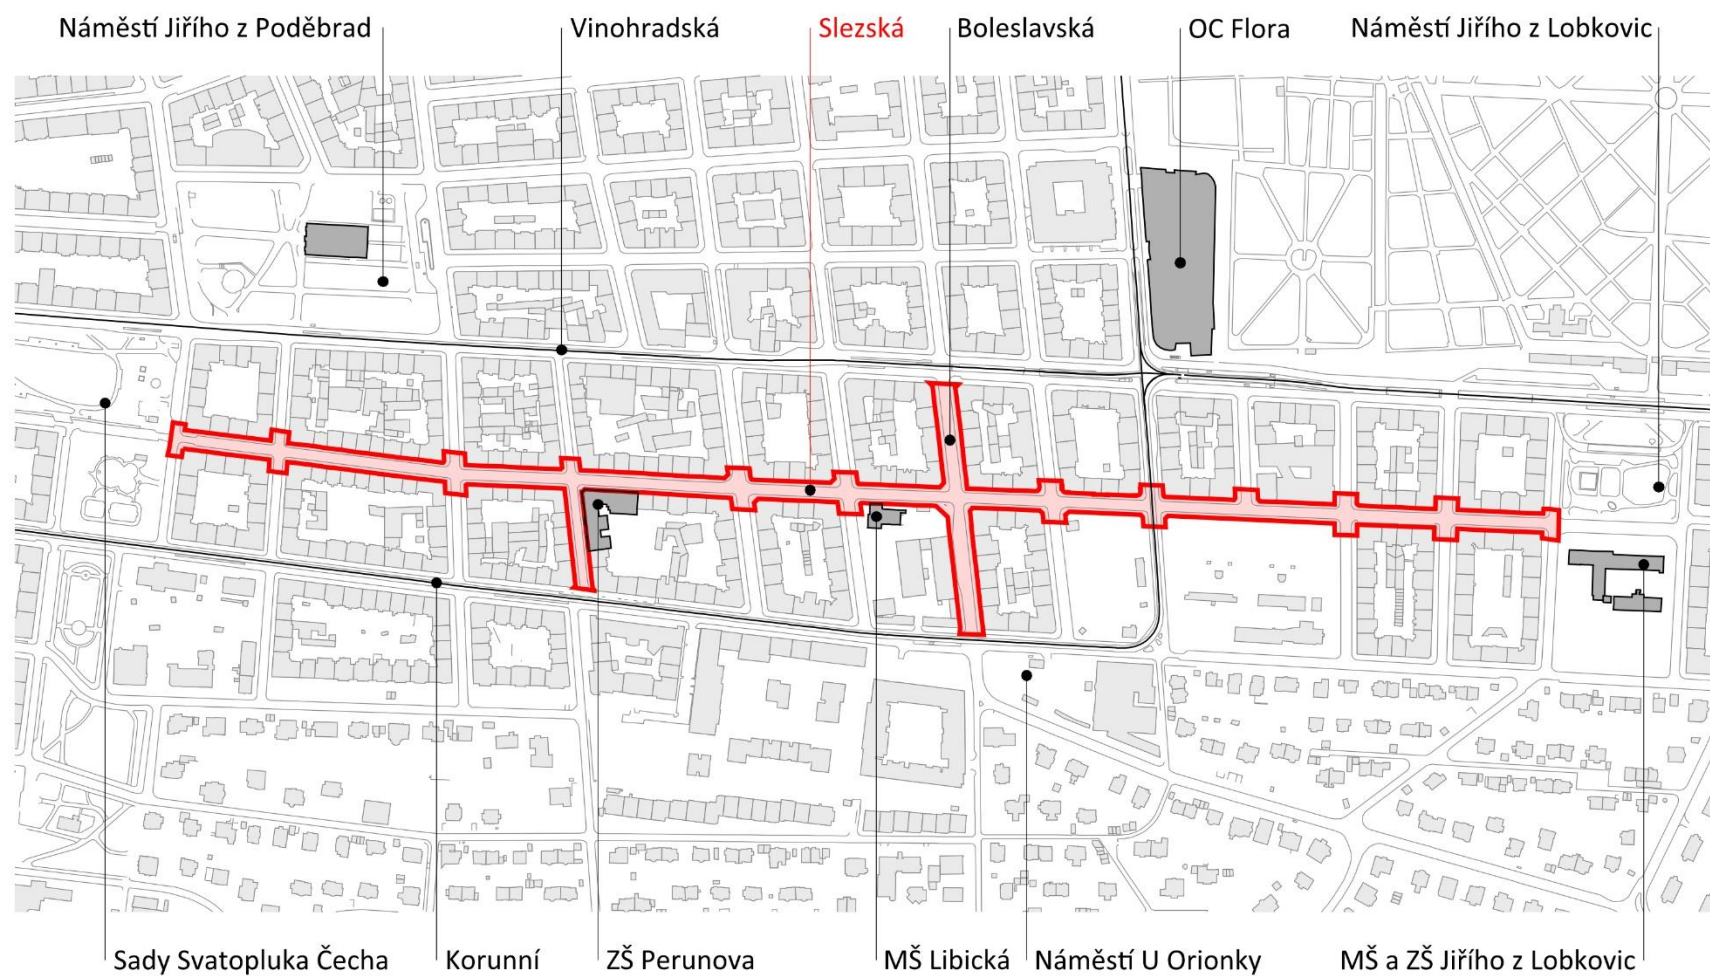 Náměstí Jiřího z Poděbrad
Vinohradská
Slezská
Boleslavská
OC Flora
Náměstí Jiřího z Lobkovic
Sady Svatopluka Čecha
Korunní
ZŠ Perunova
MŠ Libická
Náměstí U Orionky
MŠ a ZŠ Jiřího z Lobkovic